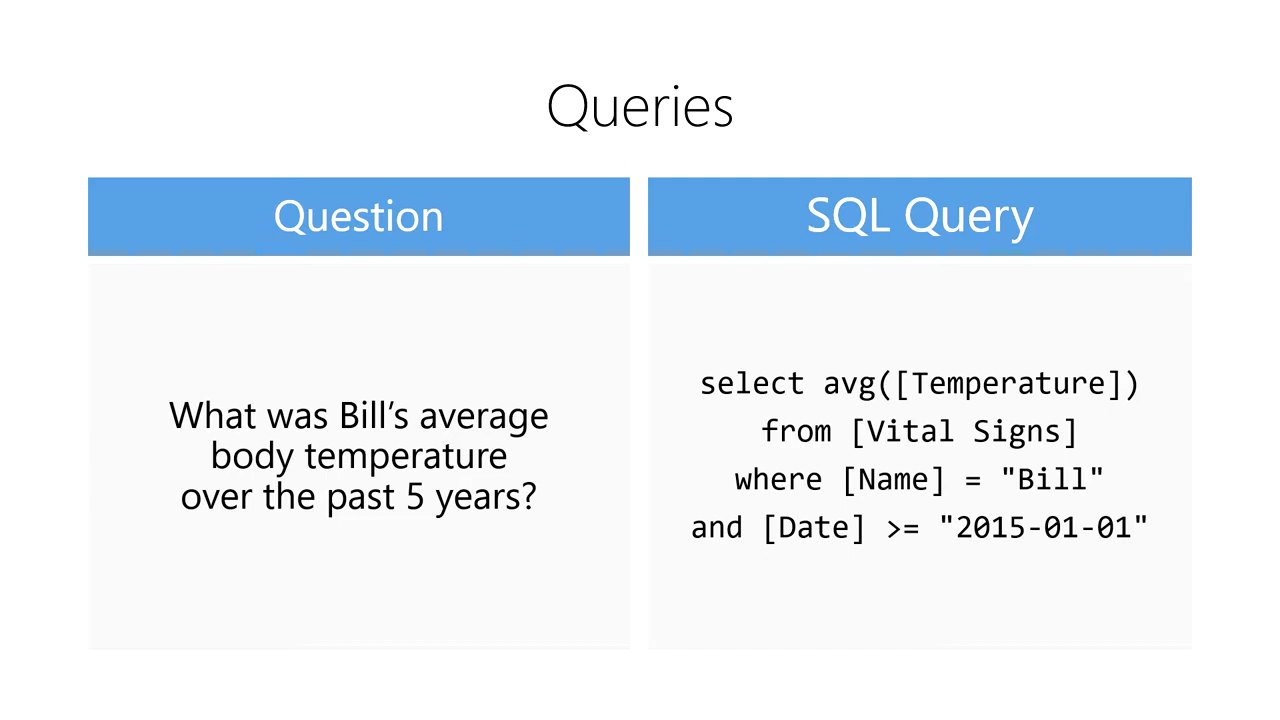 Queries
Question
What was Bill’s average
body temperature
over the past 5 years?
SQL Query
select avg([Temperature])
from [Vital Signs]
where [Name] = "Bill"
and [Date] >= "2015-01-01"